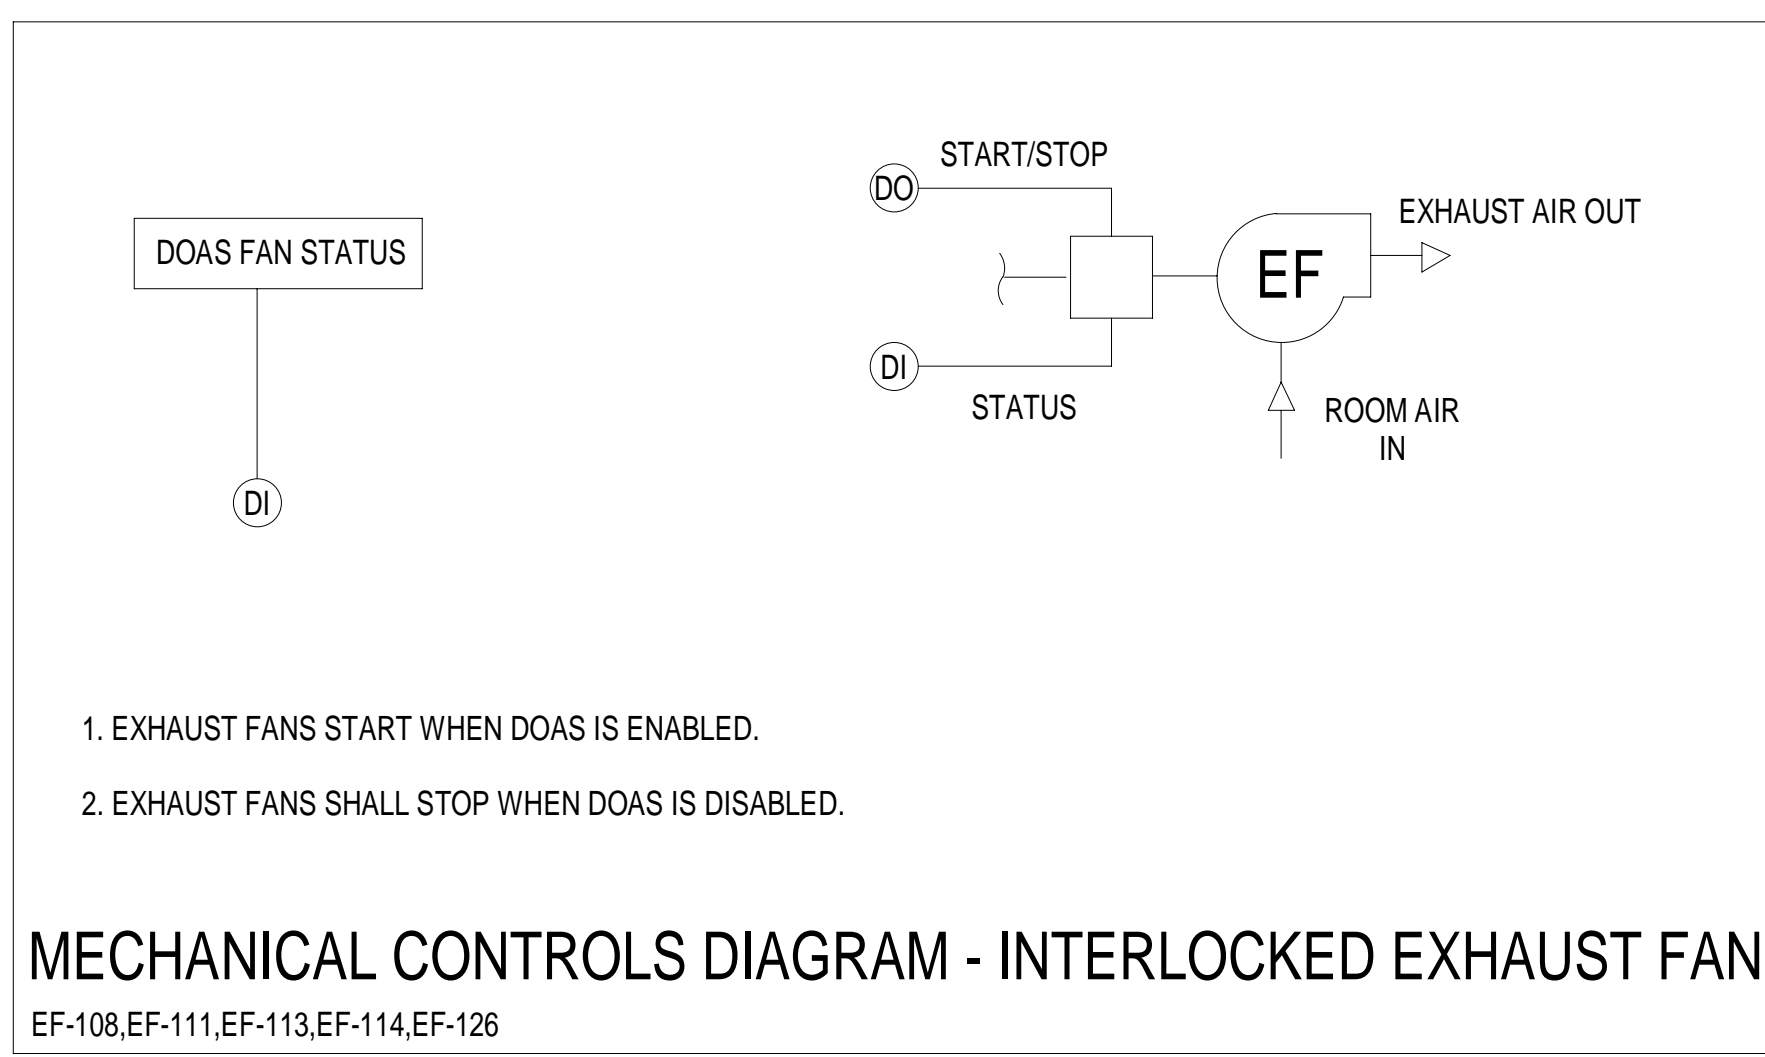 START/STOP
DO
EXHAUST AIR OUT
DOAS FAN STATUS
EF
DI
STATUS
ROOM AIR
IN
DI
1. EXHAUST FANS START WHEN DOAS IS ENABLED.
2. EXHAUST FANS SHALL STOP WHEN DOAS IS DISABLED.
MECHANICAL CONTROLS DIAGRAM - INTERLOCKED EXHAUST FAN
EF-108,EF-111,EF-113,EF-114,EF-126